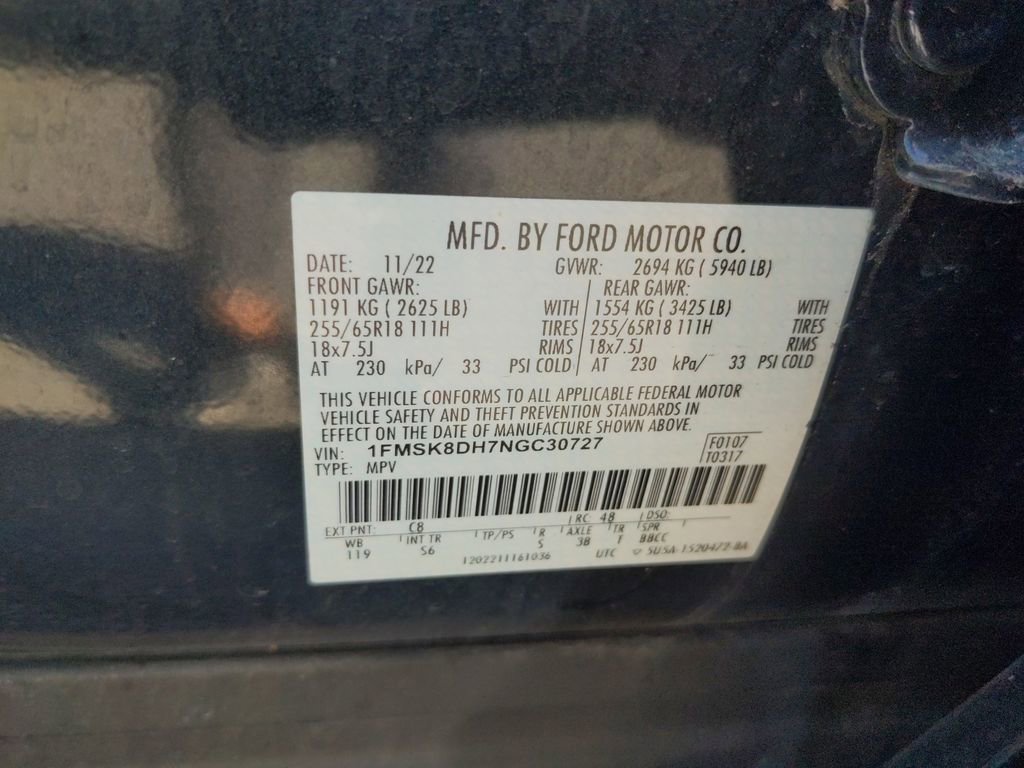 MFD. BY FORD MOTOR CO.
DATE: 11/22 GVWR: 2694 KG ( 5940 LB)
FRONT GAWR: REAR GAWR:
1191 KG ( 2625 LB) WITH 1554 KG ( 3425 LB) WITH
255/65R18 111H TIRES 255/65R18 111H TIRES
18x7.5J RIMS 18x7.5J RIMS
AT 230 kPa/ 33 PSI COLD AT 230 kPa/ 33 PSI COLD
THIS VEHICLE CONFORMS TO ALL APPLICABLE FEDERAL MOTOR
VEHICLE SAFETY AND THEFT PREVENTION STANDARDS IN
EFFECT ON THE DATE OF MANUFACTURE SHOWN ABOVE.
VIN: 1FMSK8DH7NGC30727 F0107
TYPE: MPV T0317
EXT PNT: C8 RC: 48 DSO:
WB INT TR TP/PS R AXLE TR SPR
119 S6 S 3B T BBCC
1202211161036 UTC 5U5A-1520472-BA